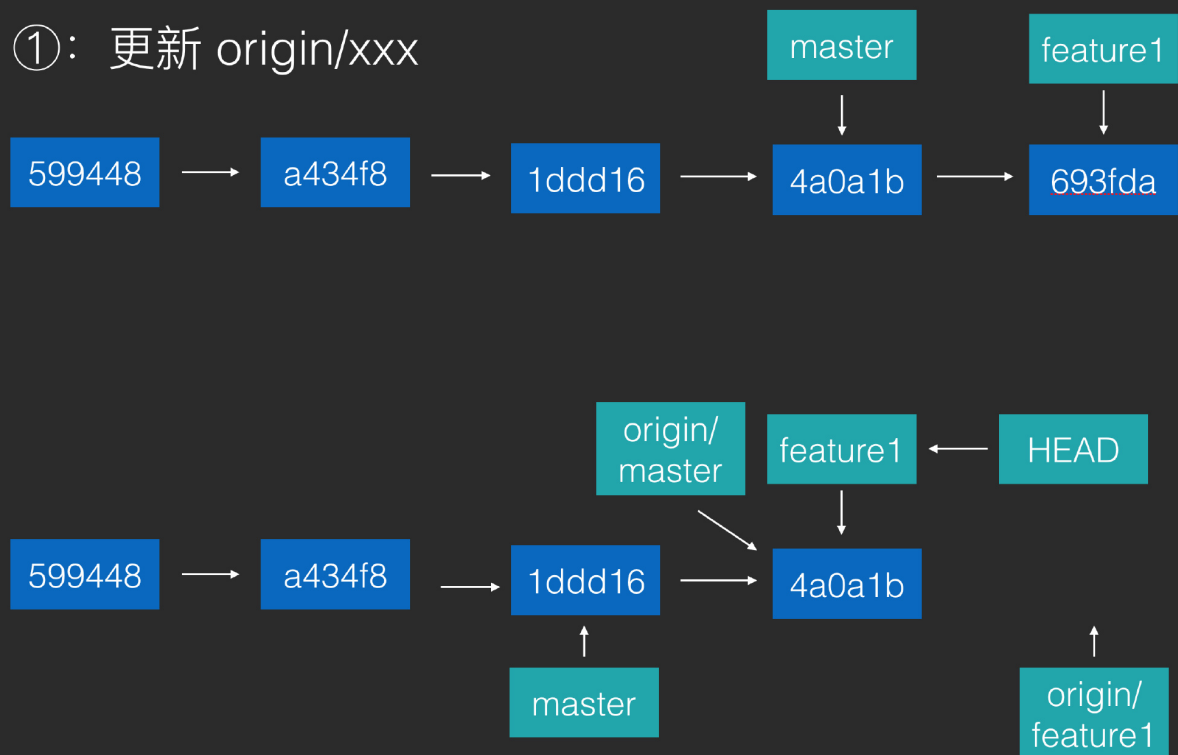 ①：更新 origin/xxx
master
feature1
599448
a434f8
1ddd16
4a0a1b
693fda
origin/
master
feature1
HEAD
599448
a434f8
1ddd16
4a0a1b
master
origin/
feature1